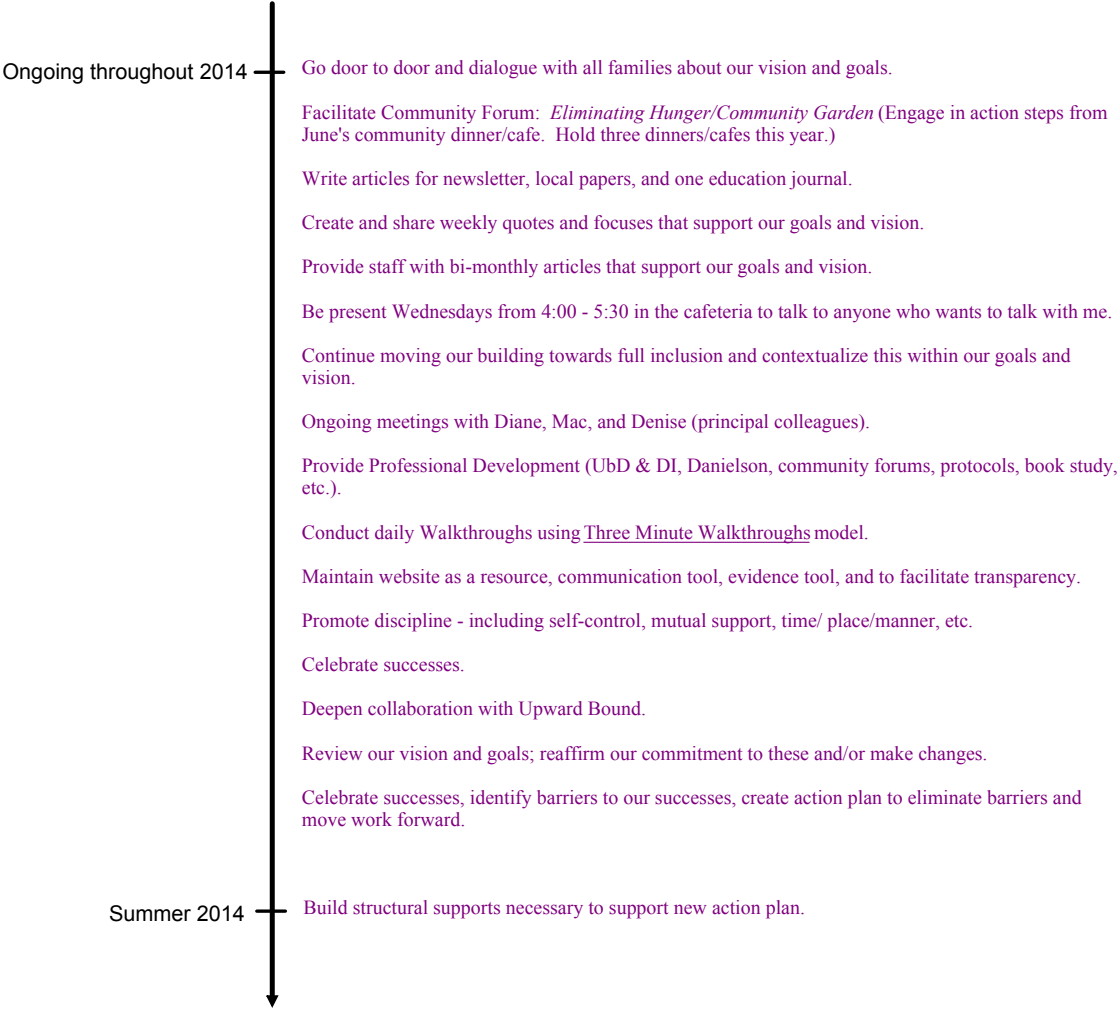 Ongoing throughout 2014
Go door to door and dialogue with all families about our vision and goals.
Facilitate Community Forum:  Eliminating Hunger/Community Garden (Engage in action steps from
June's community dinner/cafe.  Hold three dinners/cafes this year.)
Write articles for newsletter, local papers, and one education journal.
Create and share weekly quotes and focuses that support our goals and vision.
Provide staff with bi-monthly articles that support our goals and vision.
Be present Wednesdays from 4:00 - 5:30 in the cafeteria to talk to anyone who wants to talk with me.
Continue moving our building towards full inclusion and contextualize this within our goals and
vision.
Ongoing meetings with Diane, Mac, and Denise (principal colleagues).
Provide Professional Development (UbD & DI, Danielson, community forums, protocols, book study,
etc.).
Conduct daily Walkthroughs using Three Minute Walkthroughs model.
Maintain website as a resource, communication tool, evidence tool, and to facilitate transparency.
Promote discipline - including self-control, mutual support, time/ place/manner, etc.
Celebrate successes.
Deepen collaboration with Upward Bound.
Review our vision and goals; reaffirm our commitment to these and/or make changes.
Celebrate successes, identify barriers to our successes, create action plan to eliminate barriers and
move work forward.
Summer 2014
Build structural supports necessary to support new action plan.